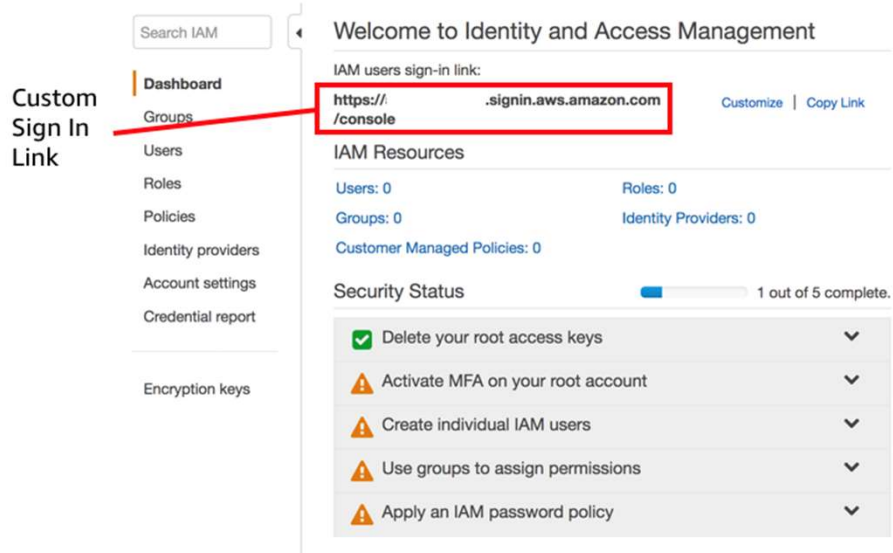 Search IAM
Dashboard
Groups
Users
Roles
Policies
Identity providers
Account settings
Credential report
Encryption keys
Custom
Sign In
Link
Welcome to Identity and Access Management
IAM users sign-in link:
https:// .signin.aws.amazon.com
/console
Customize | Copy Link
IAM Resources
Users: 0 Roles: 0
Groups: 0 Identity Providers: 0
Customer Managed Policies: 0
Security Status 1 out of 5 complete.
Delete your root access keys
Activate MFA on your root account
Create individual IAM users
Use groups to assign permissions
Apply an IAM password policy